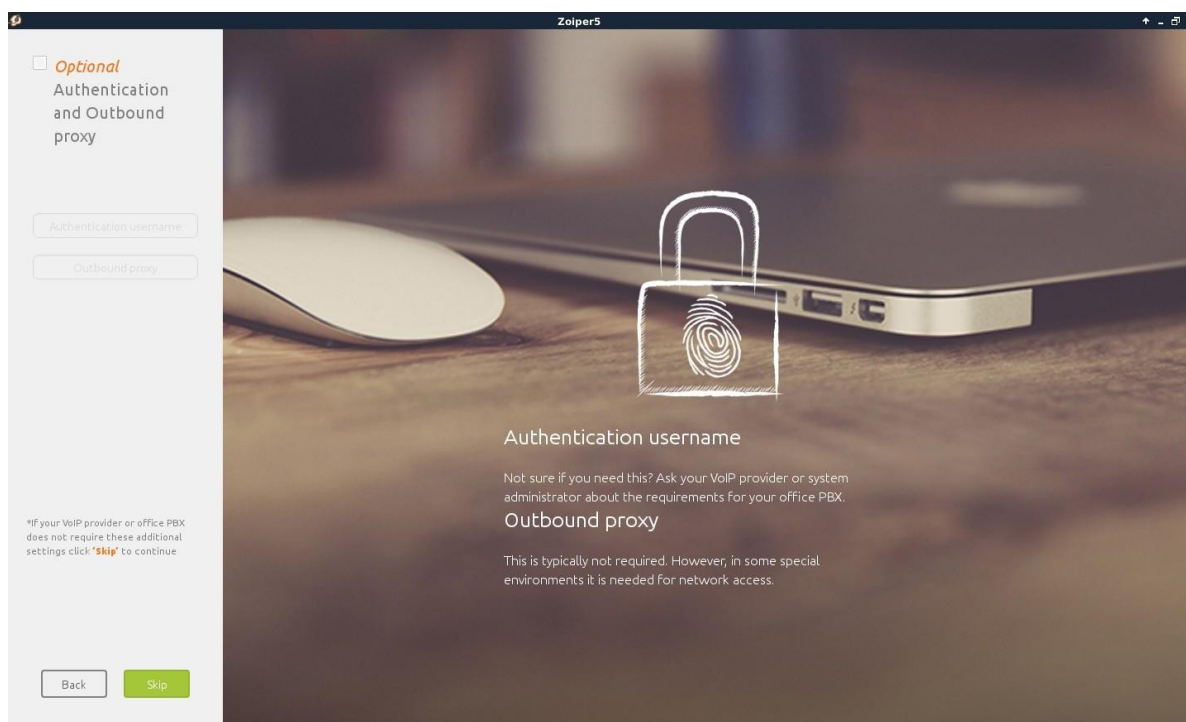 Zoiper5
Optional
Authentication
and Outbound
proxy
Authentication username
Outbound proxy
*If your VoIP provider or office PBX
does not require these additional
settings click "Skip" to continue
Back
Skip
Authentication username
Not sure if you need this? Ask your VoIP provider or system
administrator about the requirements for your office PBX.
Outbound proxy
This is typically not required. However, in some special
environments it is needed for network access.